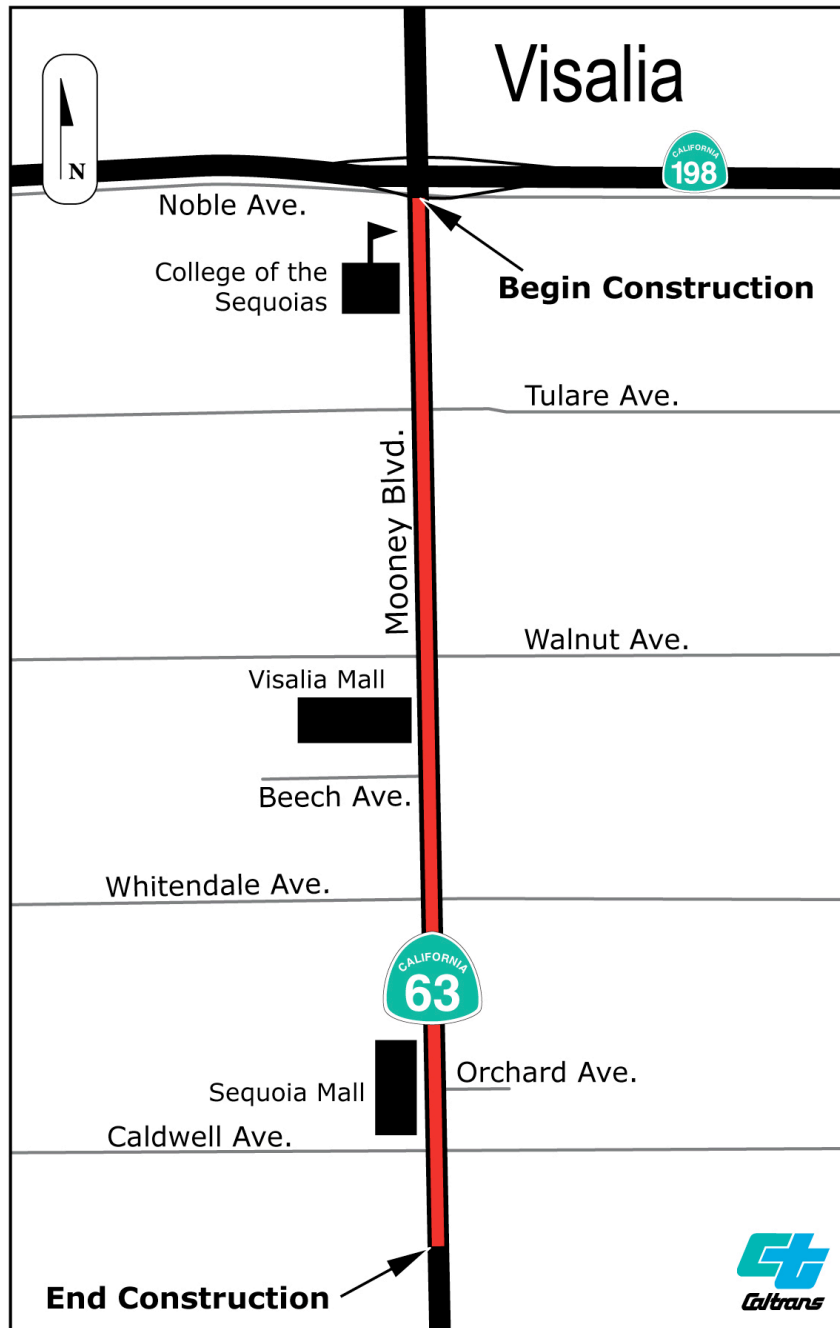 Visalia
N
CALIFORNIA
198
Noble Ave.
College of the
Sequoias
Begin Construction
Tulare Ave.
Mooney Blvd.
Walnut Ave.
Visalia Mall
Beech Ave.
Whitendale Ave.
CALIFORNIA
63
Orchard Ave.
Sequoia Mall
Caldwell Ave.
End Construction
ct
Caltrans